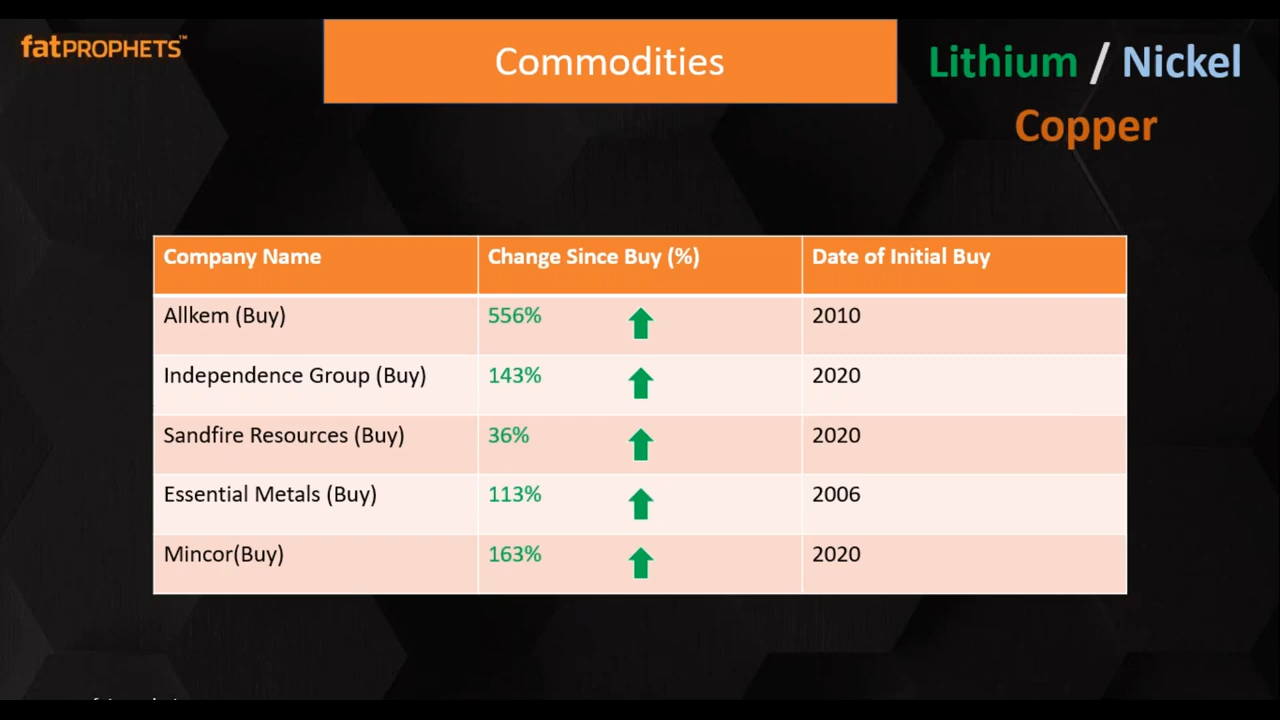 fatPROPHETS™
Commodities
Lithium / Nickel
Copper
Company Name Change Since Buy (%) Date of Initial Buy
Allkem (Buy) 556% 2010
Independence Group (Buy) 143% 2020
Sandfire Resources (Buy) 36% 2020
Essential Metals (Buy) 113% 2006
Mincor(Buy) 163% 2020